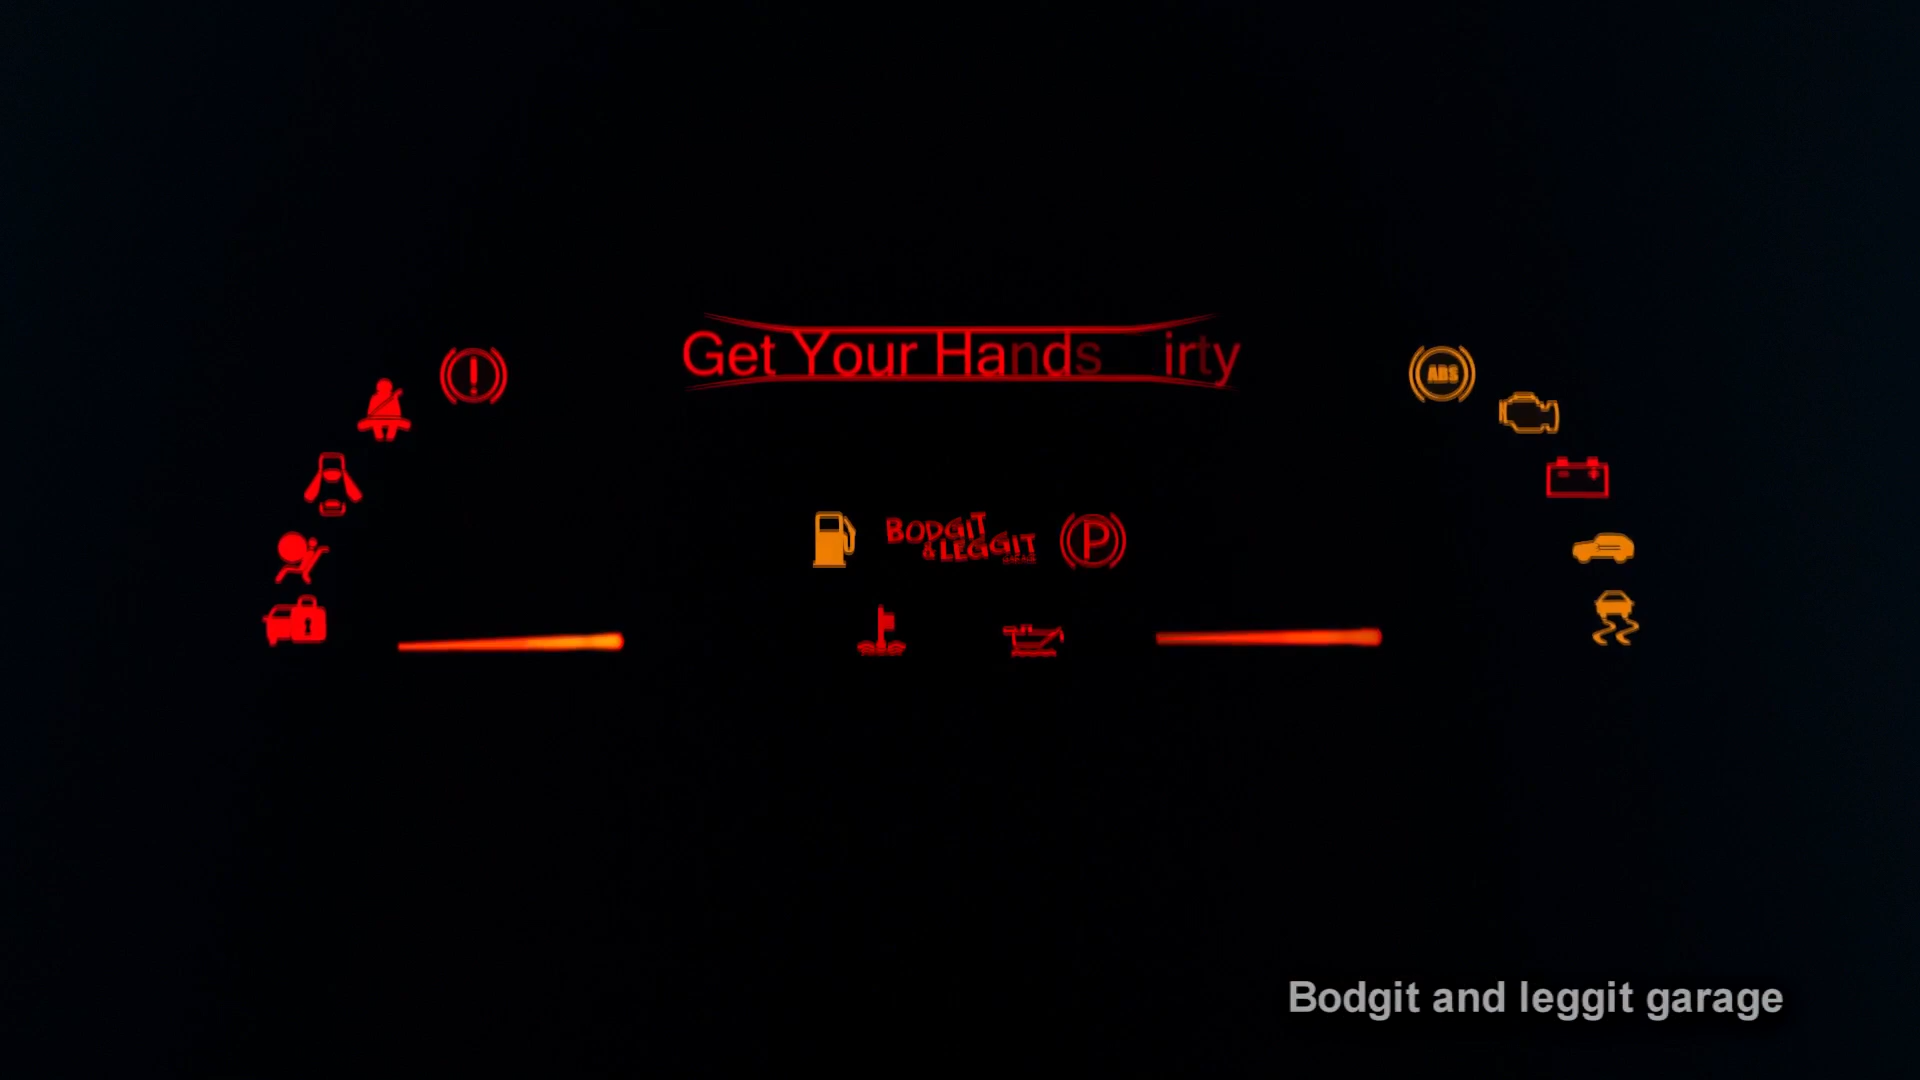 Get Your Hands irty
ABS
BODGIT
& LEGGIT
P
Bodgit and leggit garage